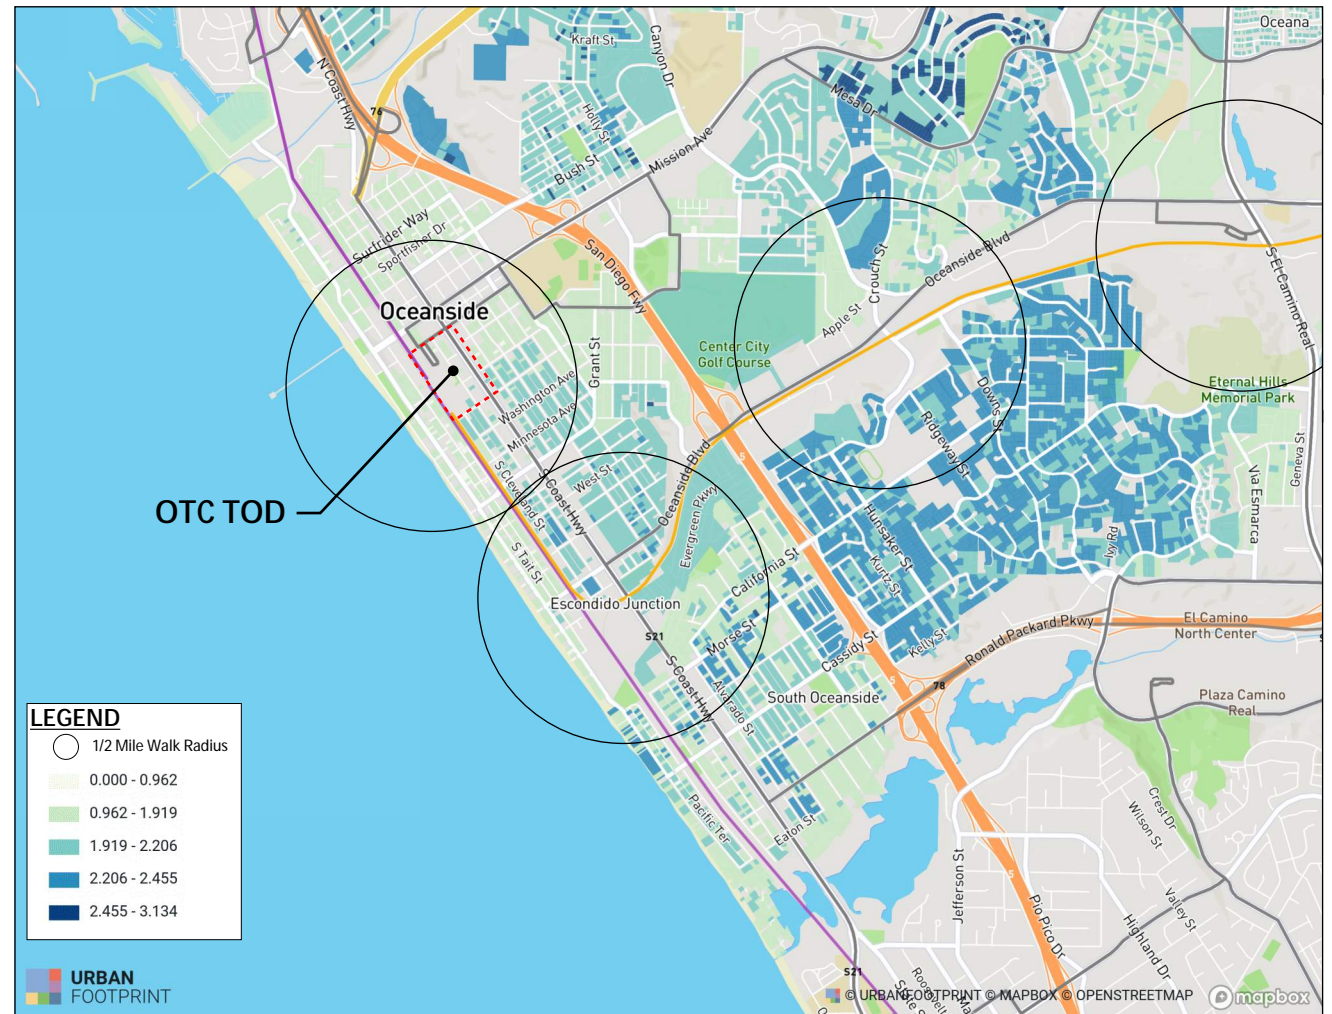 Oceana
Kraft St
Canyon Dr
N Coast Hwy
76
Holly St
Mesa Dr
Mission Ave
Bush St
Surfrider Way
Sportfisher Dr
San Diego Fwy
Crouch St
Oceanside Blvd
S El Camino Real
Oceanside
Apple St
Grant St
Center City
Golf Course
Washington Ave
Minnesota Ave
Downs St
Eternal Hills
Memorial Park
Ridgeway St
Geneva St
Via Esmarca
5
OTC TOD
S Cleveland St
S Coast Hwy
West St
Oceanside Blvd
Evergreen Pkwy
Hunsaker St
Ivy Rd
S Tait St
California St
Kurtz St
Escondido Junction
S21
Morse St
Cassidy St
Kelly St
Ronald Packard Pkwy
El Camino
North Center
S Coast Hwy
Alvarado St
South Oceanside
5
78
Plaza Camino
Real
LEGEND
1/2 Mile Walk Radius
0.000 - 0.962
0.962 - 1.919
1.919 - 2.206
2.206 - 2.455
2.455 - 3.134
Pacific Ter
Eaton St
Crest Dr
Wilson St
Jefferson St
5
Pio Pico Dr
Valley St
Highland Dr
S21
URBAN
FOOTPRINT
© URBANFOOTPRINT © MAPBOX © OPENSTREETMAP
mapbox